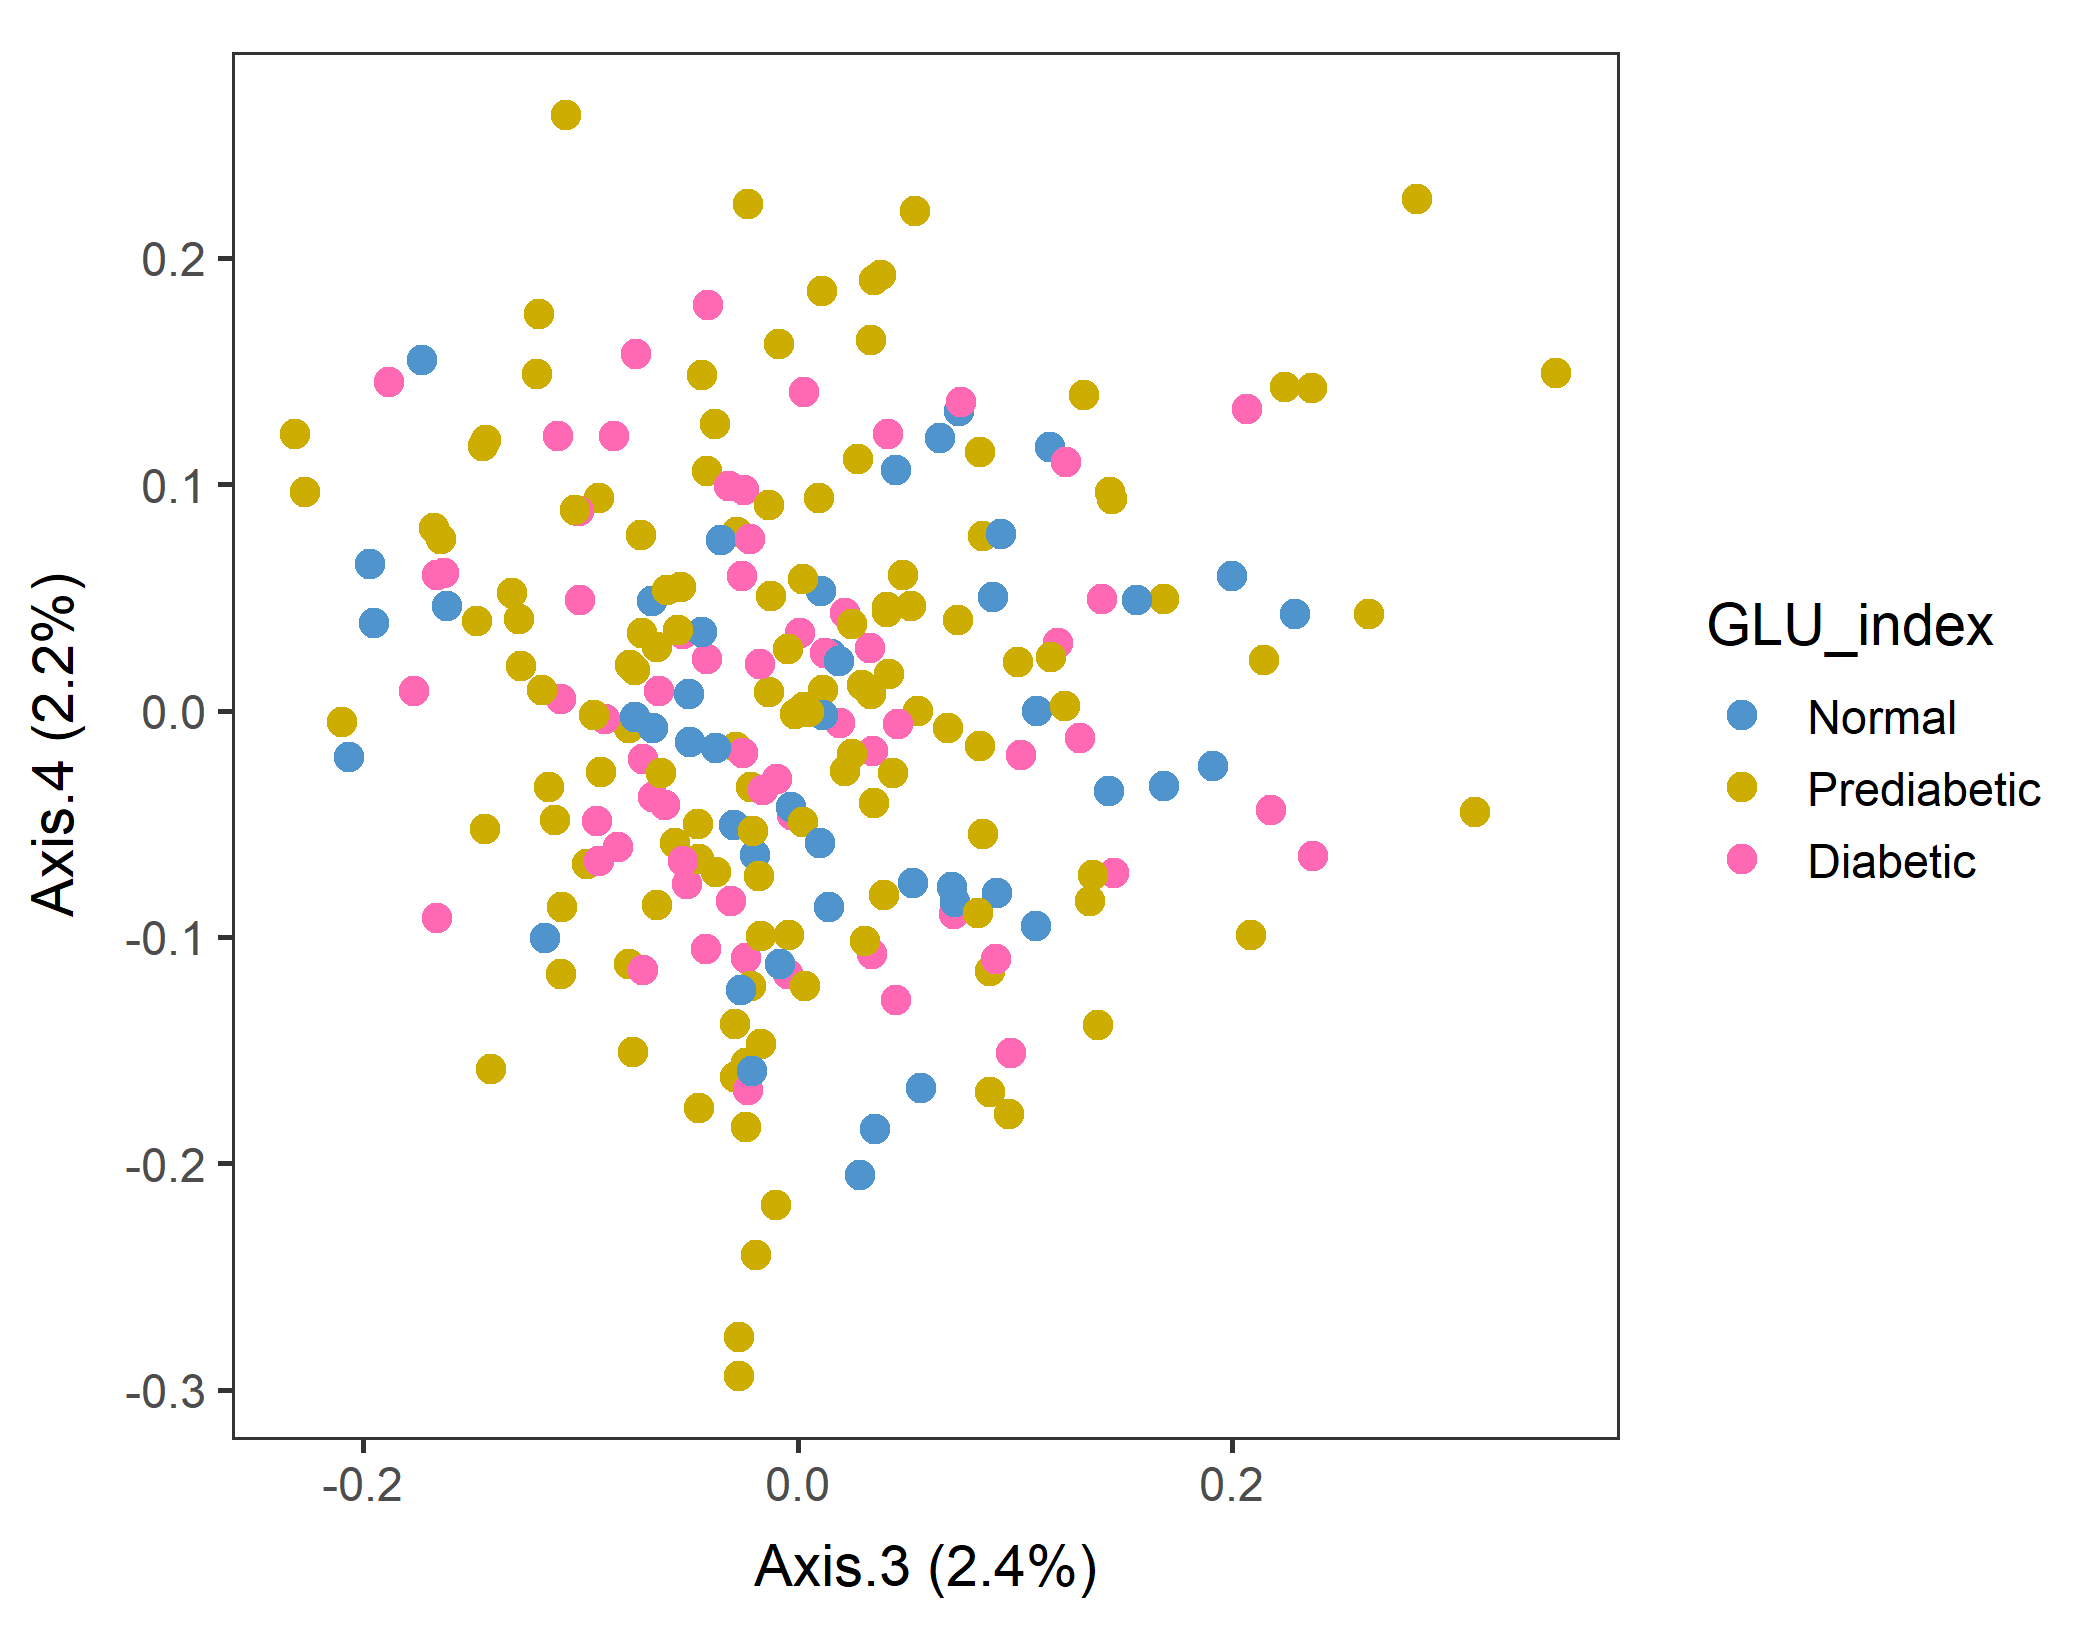 0.2
0.1
0.0
-0.1
-0.2
-0.3
Axis.4 (2.2%)
-0.2
0.0
0.2
Axis.3 (2.4%)
GLU_index
Normal
Prediabetic
Diabetic